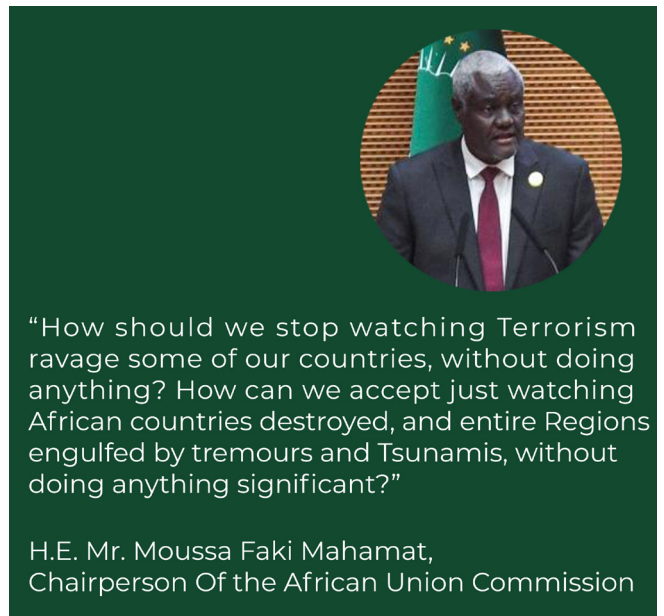 “How should we stop watching Terrorism
ravage some of our countries, without doing
anything? How can we accept just watching
African countries destroyed, and entire Regions
engulfed by tremours and Tsunamis, without
doing anything significant?”
H.E. Mr. Moussa Faki Mahamat,
Chairperson Of the African Union Commission